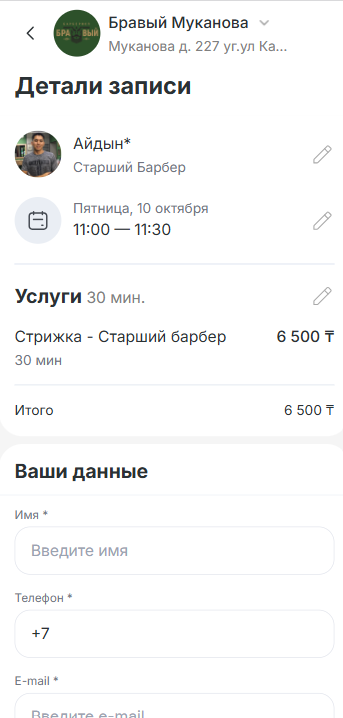 БРАВЫЙ
Бравый Муканова
Муканова д. 227 уг.ул Ка...
Детали записи
Айдын*
Старший Барбер
Пятница, 10 октября
11:00 — 11:30
Услуги 30 мин.
Стрижка - Старший барбер 6 500 ₸
30 мин
Итого 6 500 ₸
Ваши данные
Имя *
Введите имя
Телефон *
+7
E-mail *
Введите e-mail